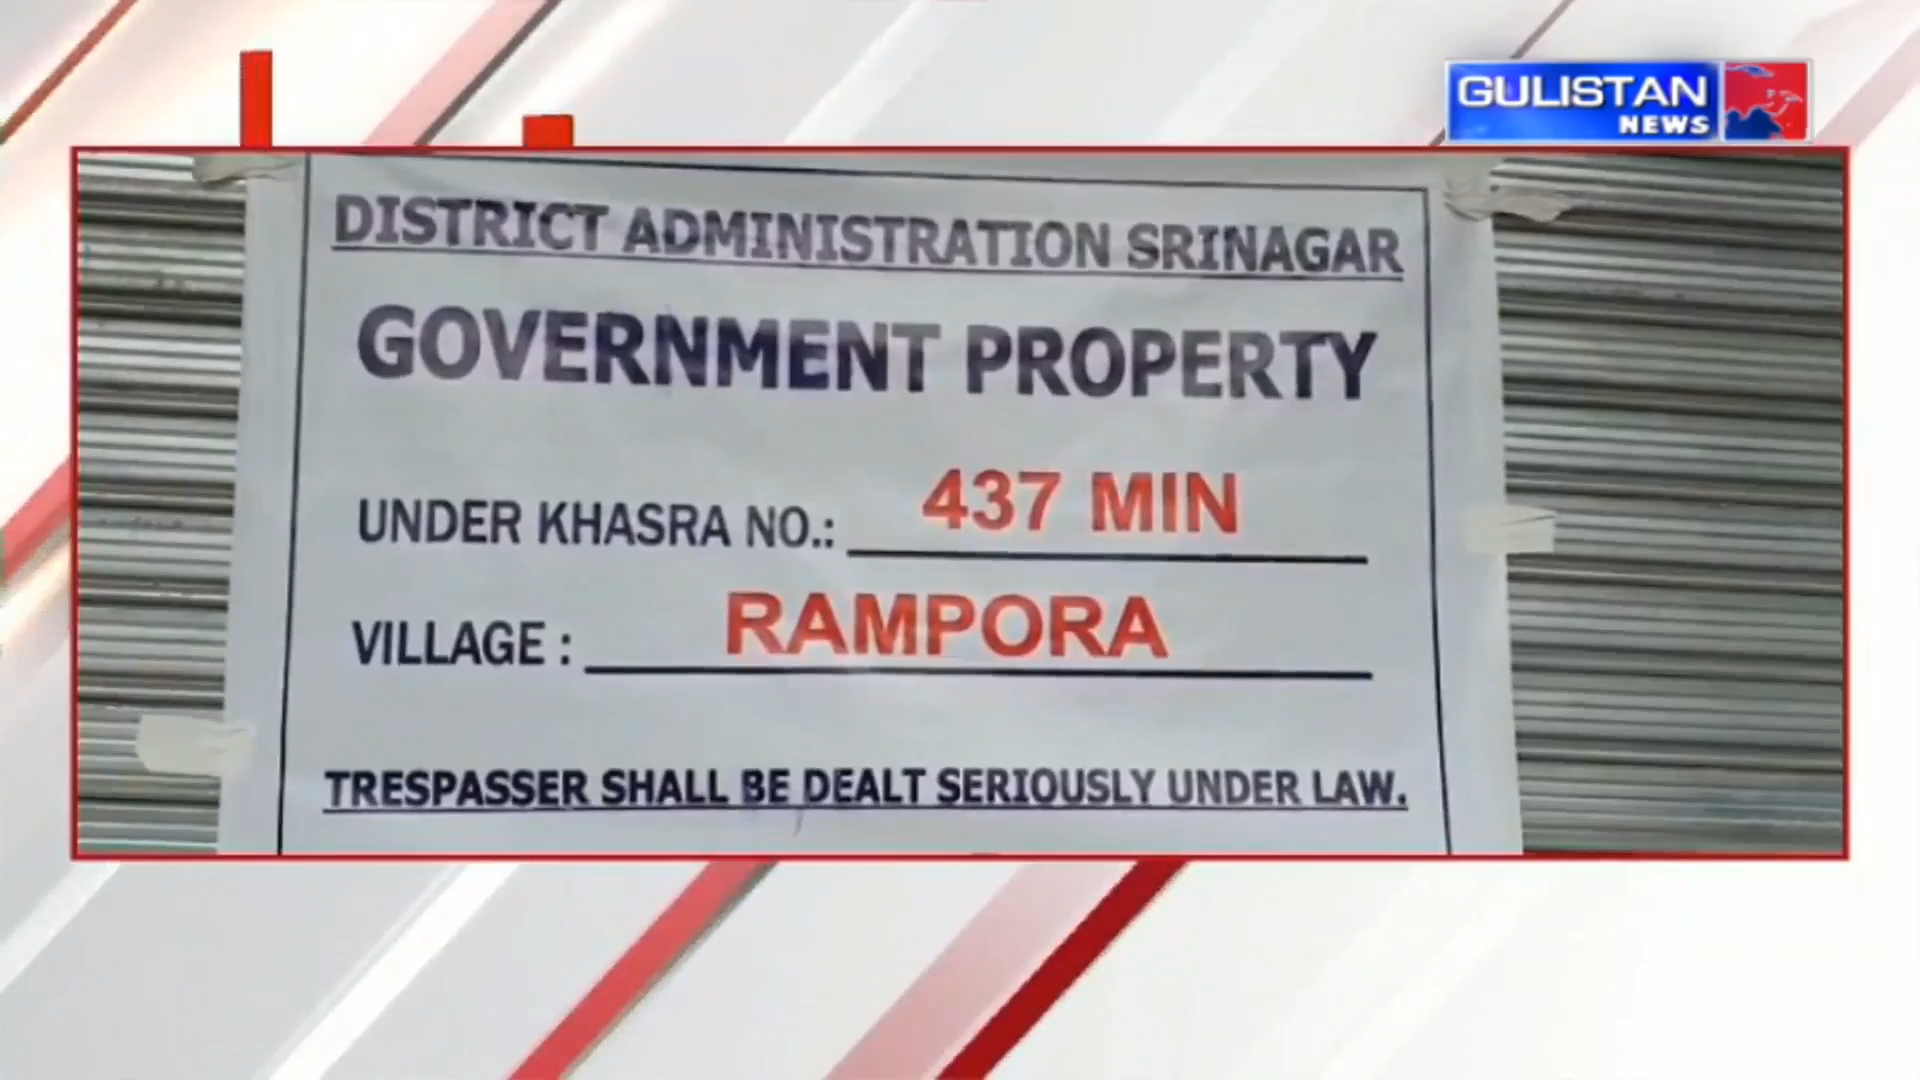 GULISTAN
NEWS
DISTRICT ADMINISTRATION SRINAGAR
GOVERNMENT PROPERTY
UNDER KHASRA NO.: 437 MIN
VILLAGE : RAMPORA
TRESPASSER SHALL BE DEALT SERIOUSLY UNDER LAW.